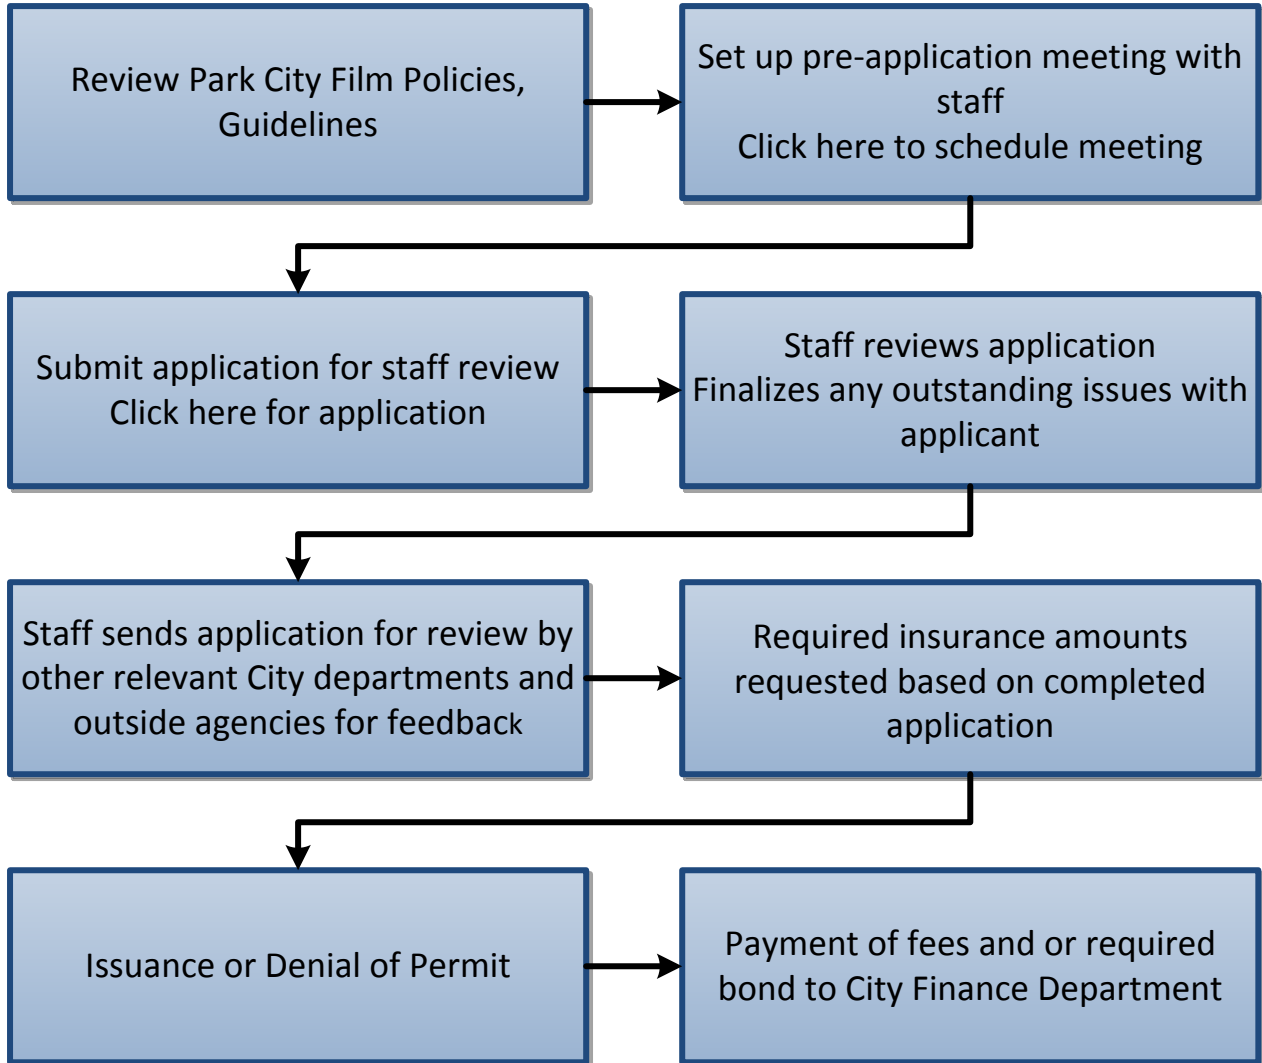 Review Park City Film Policies,
Guidelines
Set up pre-application meeting with
staff
Click here to schedule meeting
Submit application for staff review
Click here for application
Staff reviews application
Finalizes any outstanding issues with
applicant
Staff sends application for review by
other relevant City departments and
outside agencies for feedback
Required insurance amounts
requested based on completed
application
Issuance or Denial of Permit
Payment of fees and or required
bond to City Finance Department